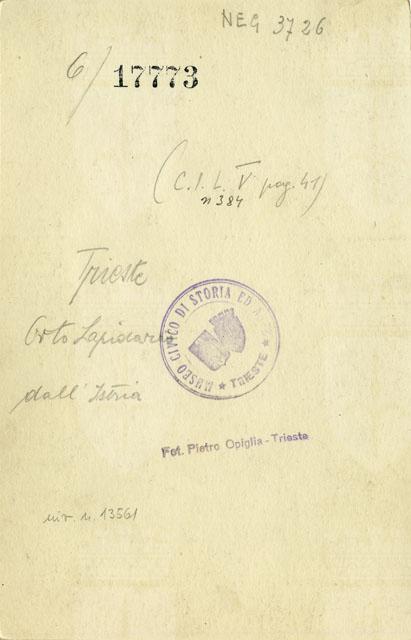 NEG 3726
6/ 17773
(C.I.L. V pag. 41)
n 384
Trieste
Orto Lapidario
dall'Istria
MUSEO CIVICO DI STORIA ED A
★ TRIESTE ★
Fot. Pietro Opiglia - Trieste
inv. n. 13561